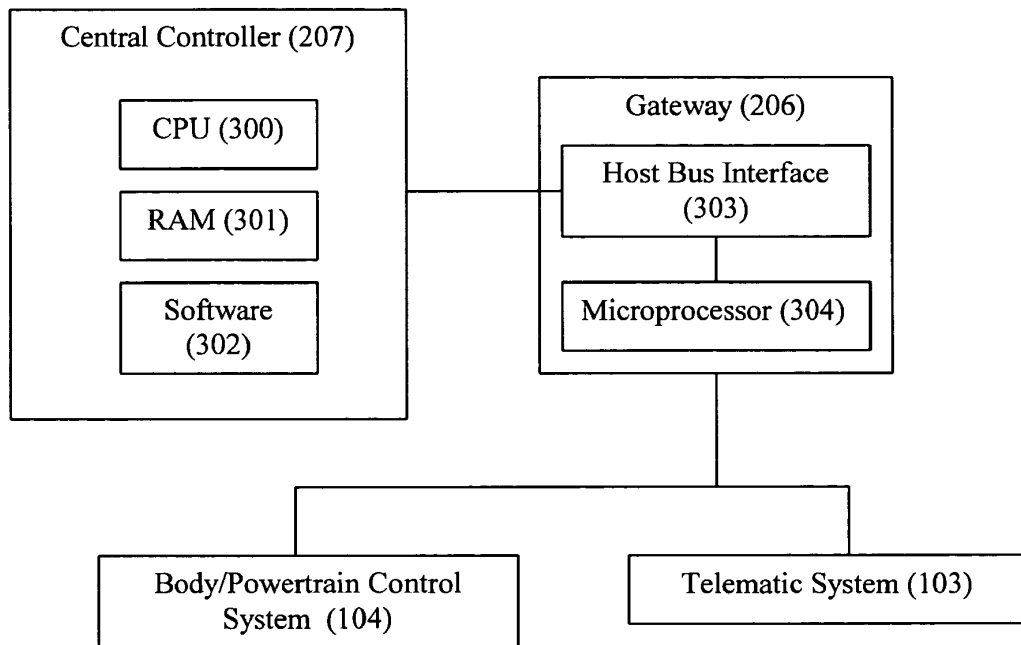 Central Controller (207)
CPU (300)
RAM (301)
Software
(302)
Gateway (206)
Host Bus Interface
(303)
Microprocessor (304)
Body/Powertrain Control
System (104)
Telematic System (103)